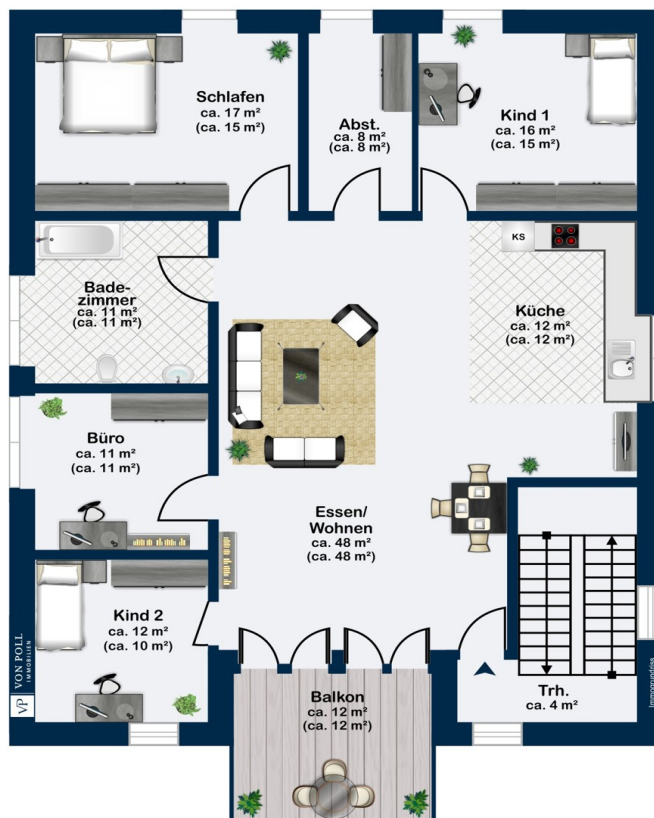 Schlafen
ca. 17 m²
(ca. 15 m²)
Abst.
ca. 8 m²
(ca. 8 m²)
Kind 1
ca. 16 m²
(ca. 15 m²)
KS
Bade-
zimmer
ca. 11 m²
(ca. 11 m²)
Küche
ca. 12 m²
(ca. 12 m²)
Büro
ca. 11 m²
(ca. 11 m²)
Essen/
Wohnen
ca. 48 m²
(ca. 48 m²)
Kind 2
ca. 12 m²
(ca. 10 m²)
Balkon
ca. 12 m²
(ca. 12 m²)
Trh.
ca. 4 m²
VP
VON POLL
IMMOBILIEN
Immogrundriss